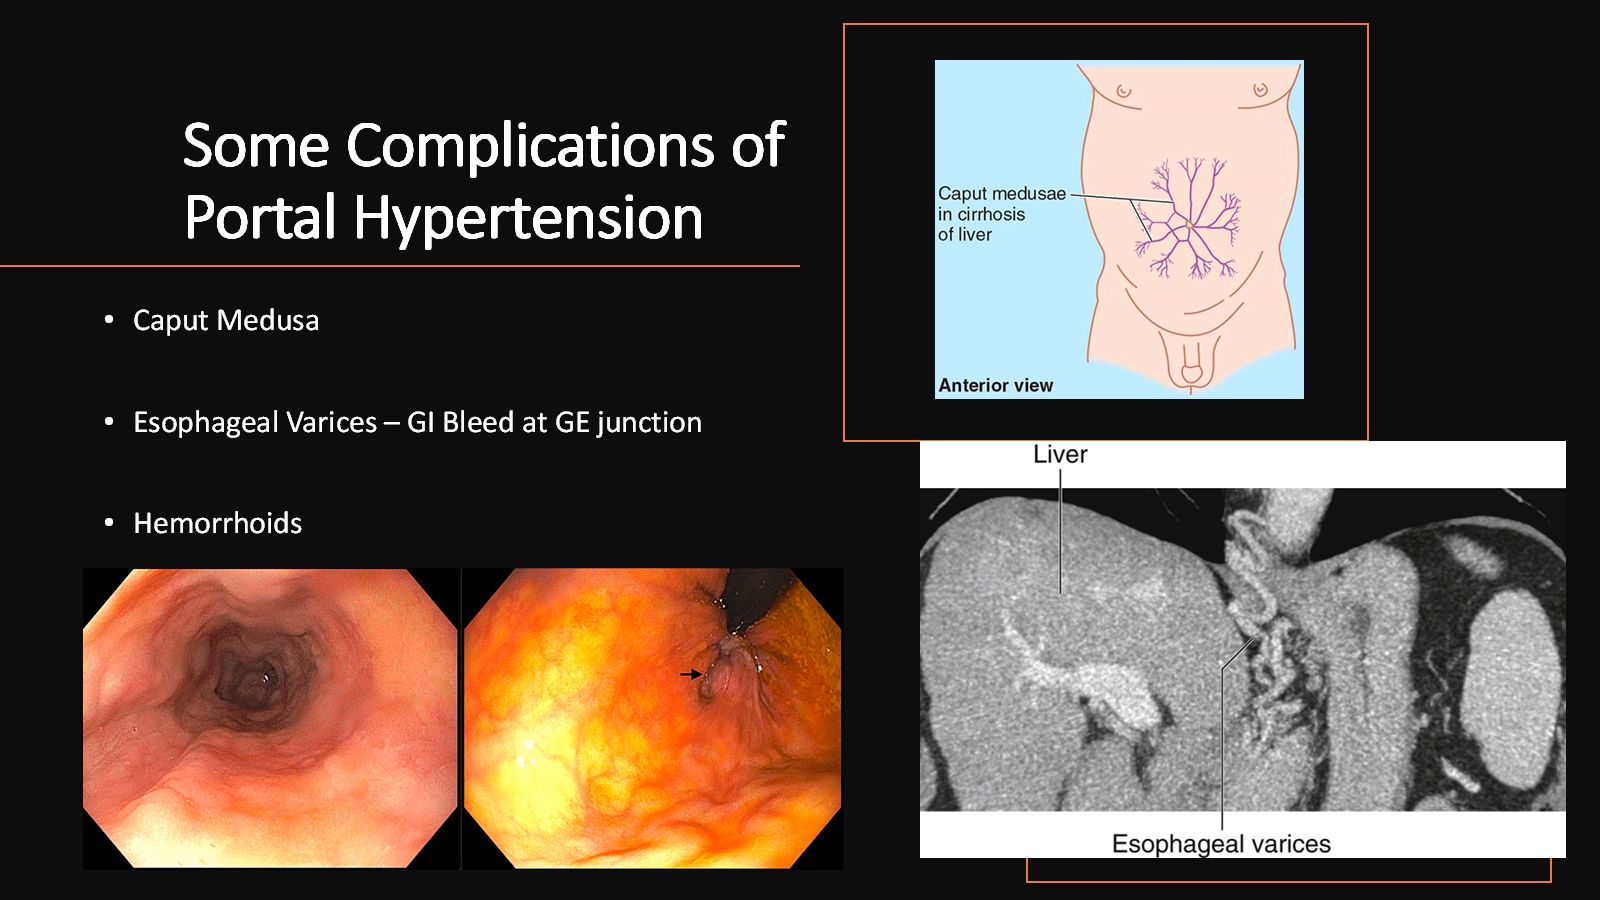 Some Complications of
Portal Hypertension
• Caput Medusa
• Esophageal Varices – GI Bleed at GE junction
• Hemorrhoids
Caput medusae
in cirrhosis
of liver
Anterior view
Liver
Esophageal varices